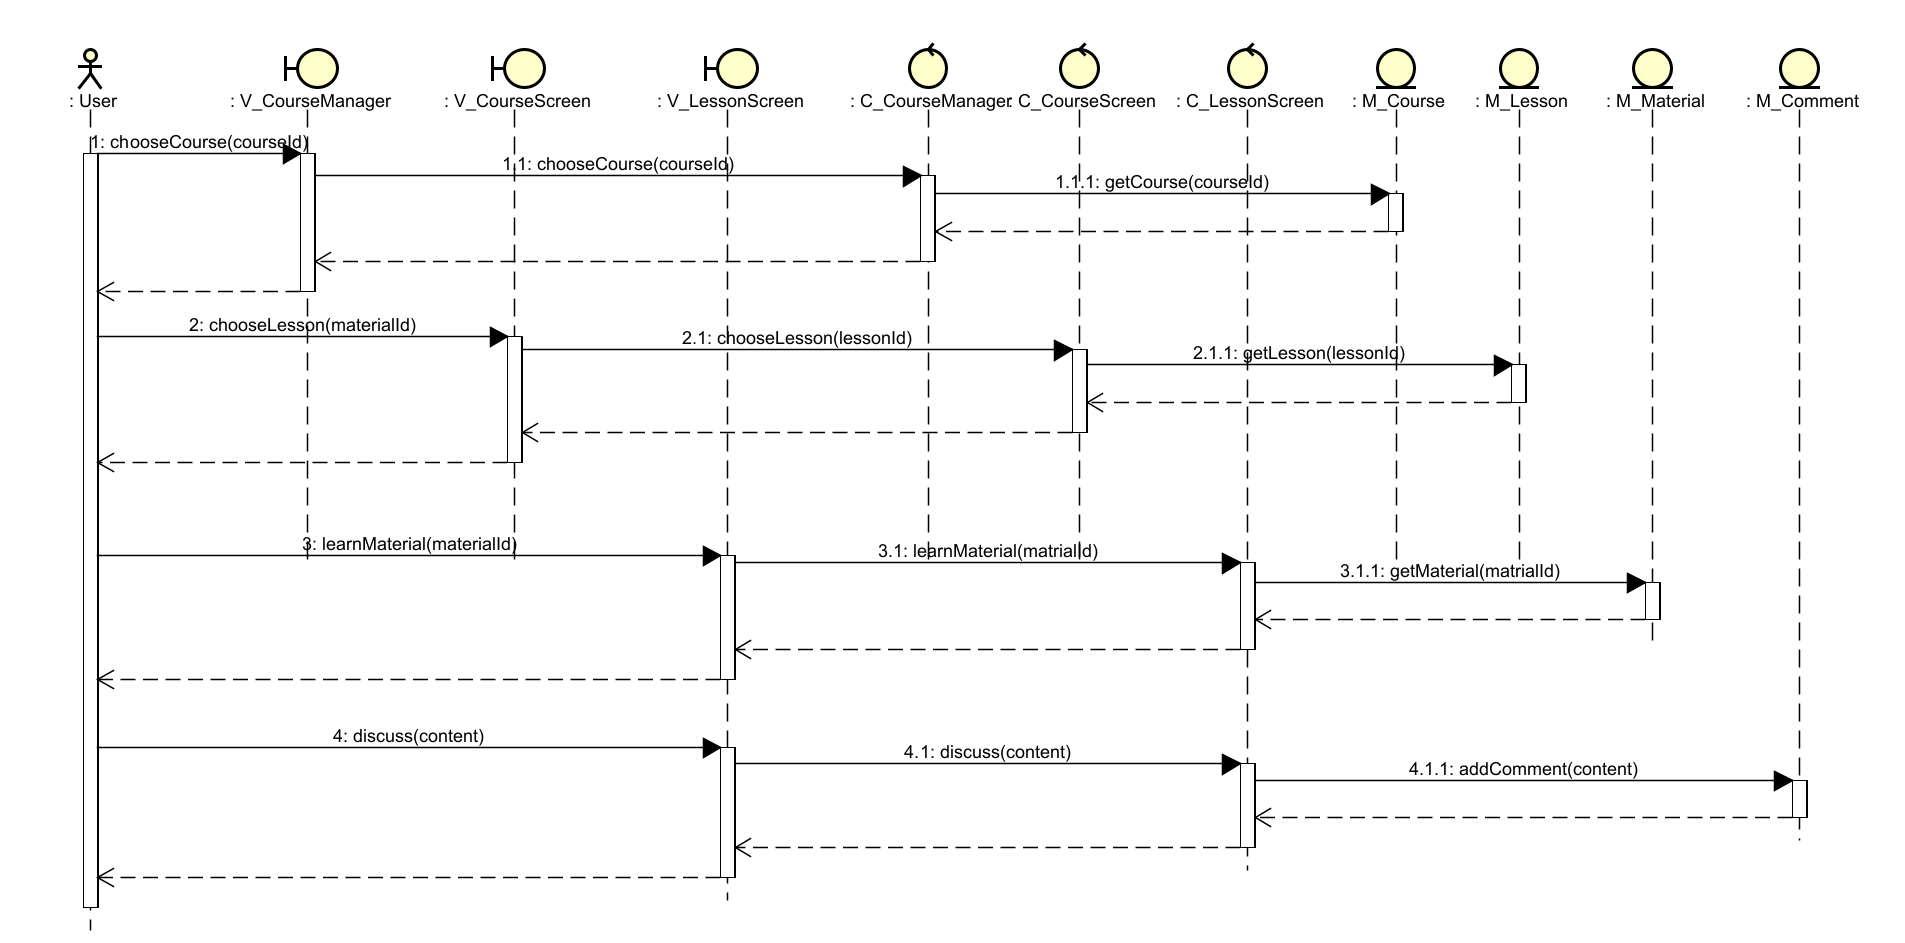 : User
: V_CourseManager
: V_CourseScreen
: V_LessonScreen
: C_CourseManager
: C_CourseScreen
: C_LessonScreen
: M_Course
: M_Lesson
: M_Material
: M_Comment
1: chooseCourse(courseId)
1.1: chooseCourse(courseId)
1.1.1: getCourse(courseId)
2: chooseLesson(materialId)
2.1: chooseLesson(lessonId)
2.1.1: getLesson(lessonId)
3: learnMaterial(materialId)
3.1: learnMaterial(matrialId)
3.1.1: getMaterial(matrialId)
4: discuss(content)
4.1: discuss(content)
4.1.1: addComment(content)